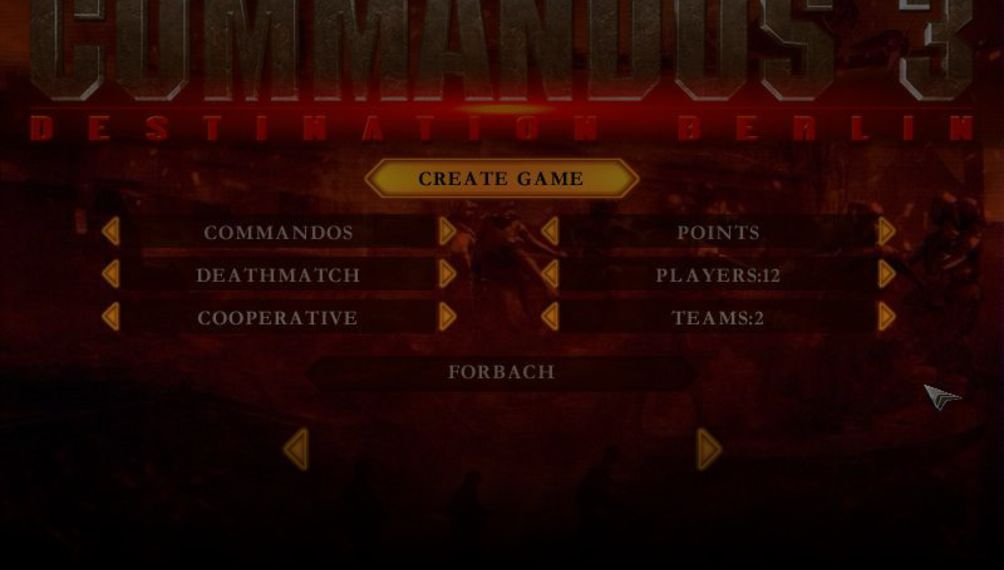 COMMANDOS 3
DESTINATION BERLIN
CREATE GAME
COMMANDOS
POINTS
DEATHMATCH
PLAYERS:12
COOPERATIVE
TEAMS:2
FORBACH